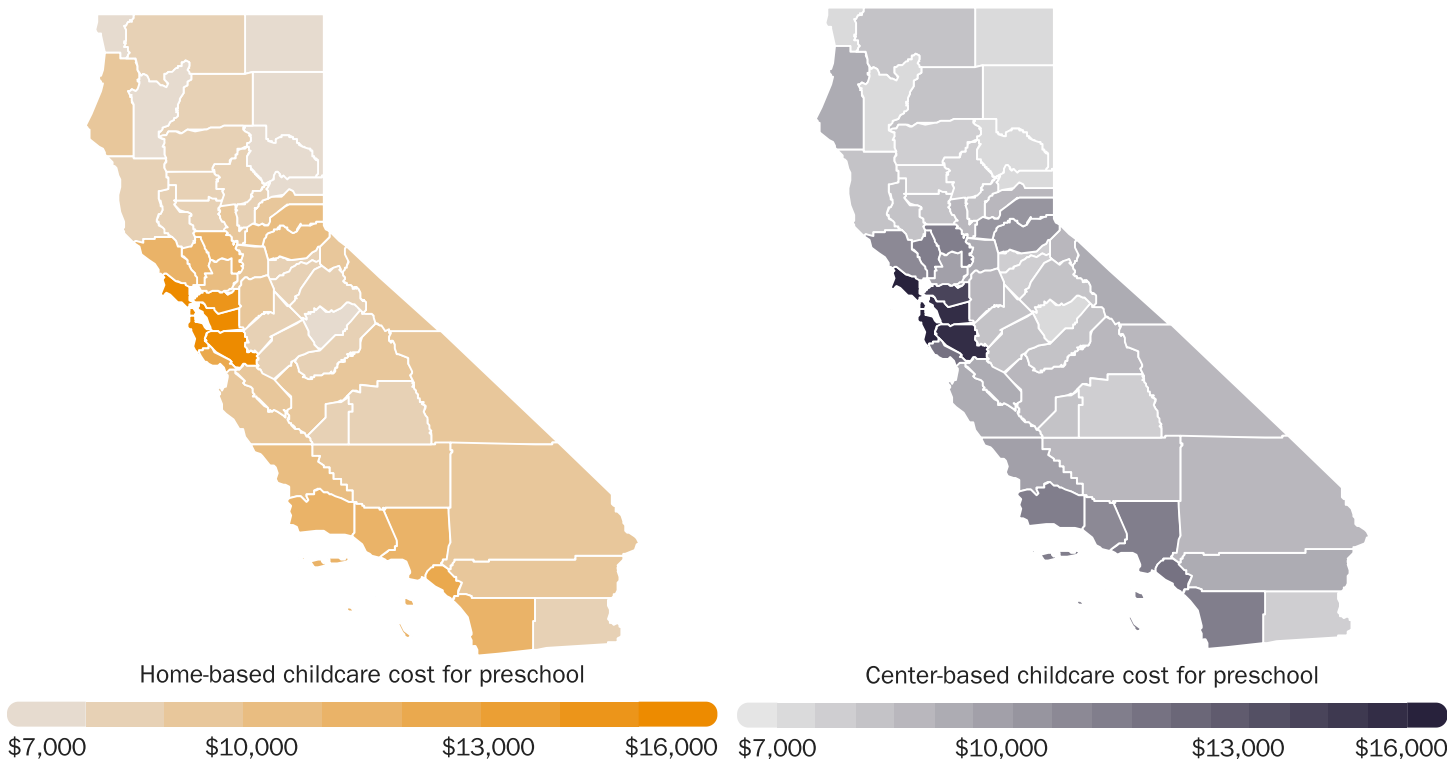 Home-based childcare cost for preschool
$7,000 $10,000 $13,000 $16,000
Center-based childcare cost for preschool
$7,000 $10,000 $13,000 $16,000